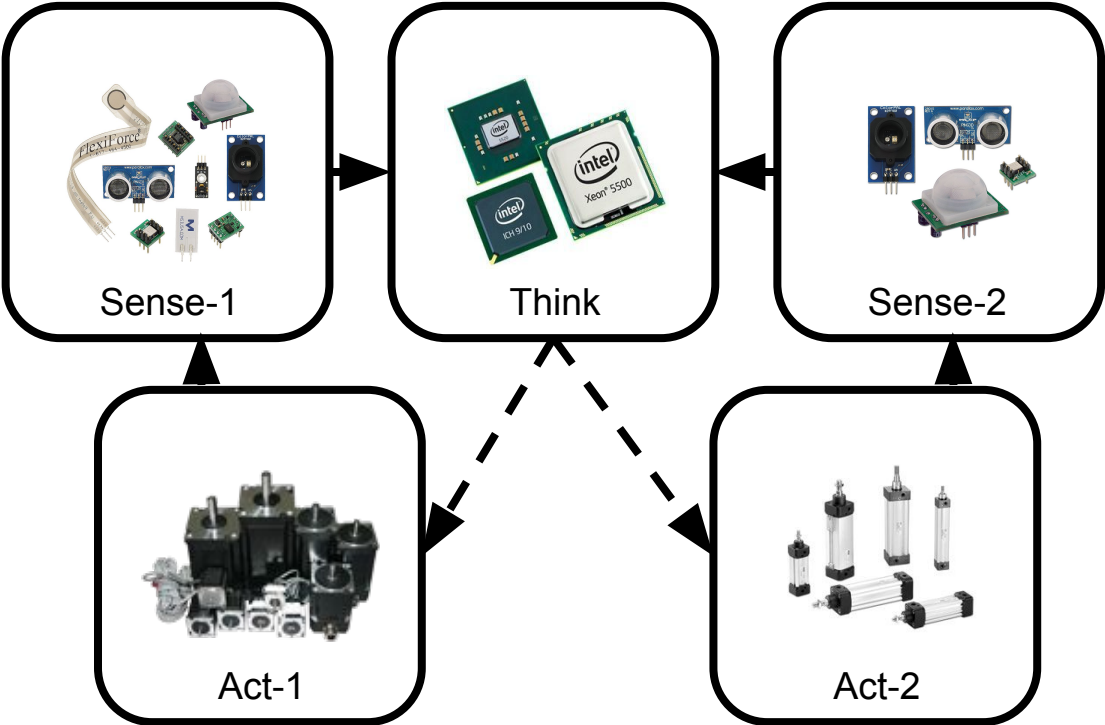 FlexiForce
intel
intel
Xeon® 5500
intel
ICH 9/10
Sense-1
Think
Sense-2
Act-1
Act-2